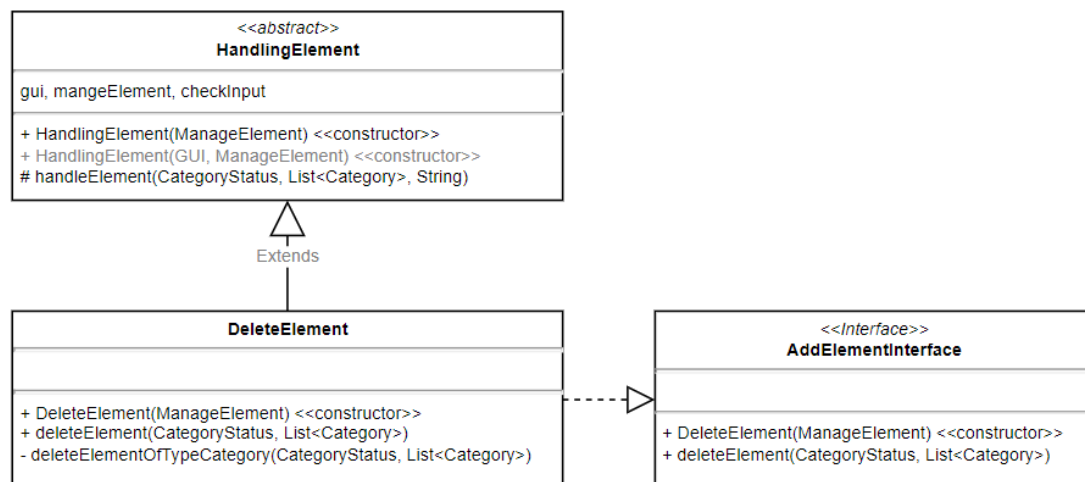 <<abstract>>
HandlingElement
gui, mangeElement, checkInput
+ HandlingElement(ManageElement) <<constructor>>
+ HandlingElement(GUI, ManageElement) <<constructor>>
# handleElement(CategoryStatus, List<Category>, String)
Extends
DeleteElement
+ DeleteElement(ManageElement) <<constructor>>
+ deleteElement(CategoryStatus, List<Category>)
- deleteElementOfTypeCategory(CategoryStatus, List<Category>)
<<Interface>>
AddElementInterface
+ DeleteElement(ManageElement) <<constructor>>
+ deleteElement(CategoryStatus, List<Category>)